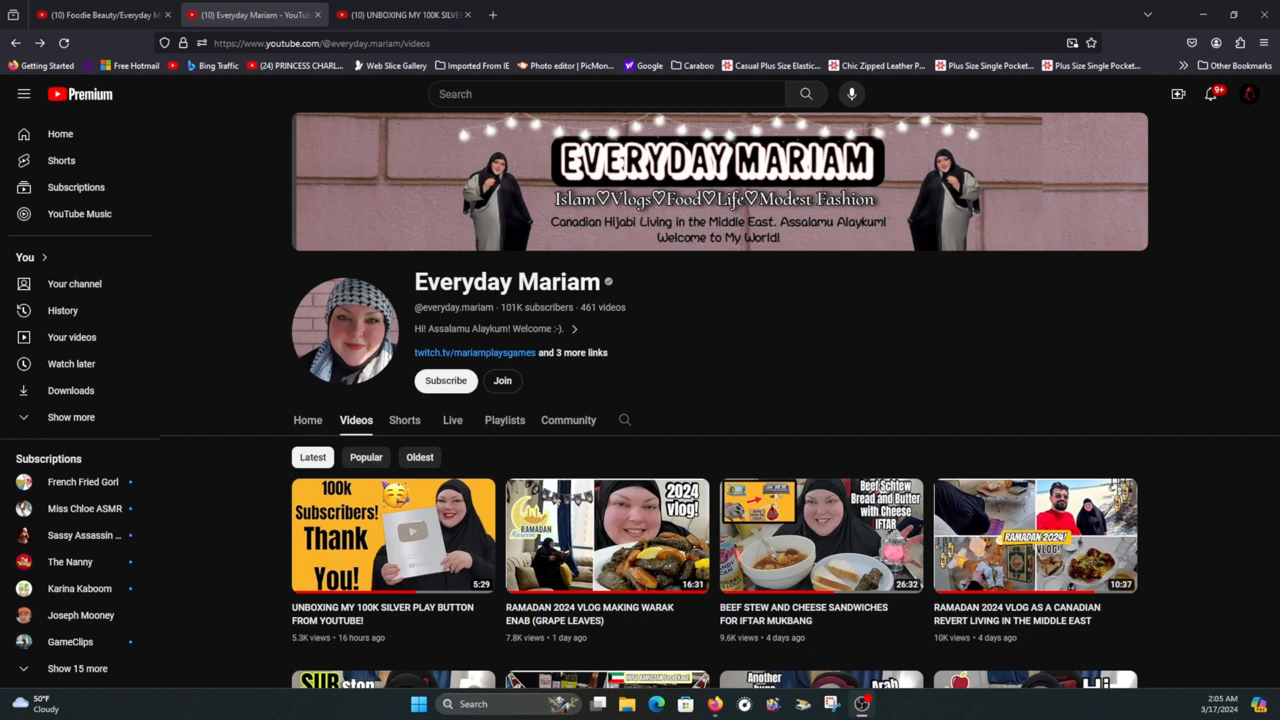 (10) Foodie Beauty/Everyday M
(10) Everyday Mariam - YouTub
(10) UNBOXING MY 100K SILVE
https://www.youtube.com/@everyday.mariam/videos
Getting Started
Free Hotmail
Bing Traffic
(24) PRINCESS CHARL...
Web Slice Gallery
Imported From IE
Photo editor | PicMon...
Google
Caraboo
Casual Plus Size Elastic...
Chic Zipped Leather P...
Plus Size Single Pocket...
Plus Size Single Pocket...
Other Bookmarks
Premium
Search
9+
Home
Shorts
Subscriptions
YouTube Music
You
Your channel
History
Your videos
Watch later
Downloads
Show more
Subscriptions
French Fried Gorl
Miss Chloe ASMR
Sassy Assassin ...
The Nanny
Karina Kaboom
Joseph Mooney
GameClips
Show 15 more
EVERYDAY MARIAM
Islam♡Vlogs♡Food♡Life♡Modest Fashion
Canadian Hijabi Living in the Middle East. Assalamu Alaykum!
Welcome to My World!
Everyday Mariam
@everyday.mariam · 101K subscribers · 461 videos
Hi! Assalamu Alaykum! Welcome :-).
twitch.tv/mariamplaysgames and 3 more links
Subscribe
Join
Home
Videos
Shorts
Live
Playlists
Community
Latest
Popular
Oldest
100k
Subscribers!
Thank
You!
5:29
UNBOXING MY 100K SILVER PLAY BUTTON
FROM YOUTUBE!
5.3K views · 16 hours ago
RAMADAN
2024
vlog!
16:31
RAMADAN 2024 VLOG MAKING WARAK
ENAB (GRAPE LEAVES)
7.8K views · 1 day ago
Beef Schtew
Bread and Butter
with Cheese
IFTAR
26:32
BEEF STEW AND CHEESE SANDWICHES
FOR IFTAR MUKBANG
9.6K views · 4 days ago
RAMADAN 2024!
VLOG!
10:37
RAMADAN 2024 VLOG AS A CANADIAN
REVERT LIVING IN THE MIDDLE EAST
10K views · 4 days ago
SUB
Another
Arab
Hi
50°F
Cloudy
Search
2:05 AM
3/17/2024